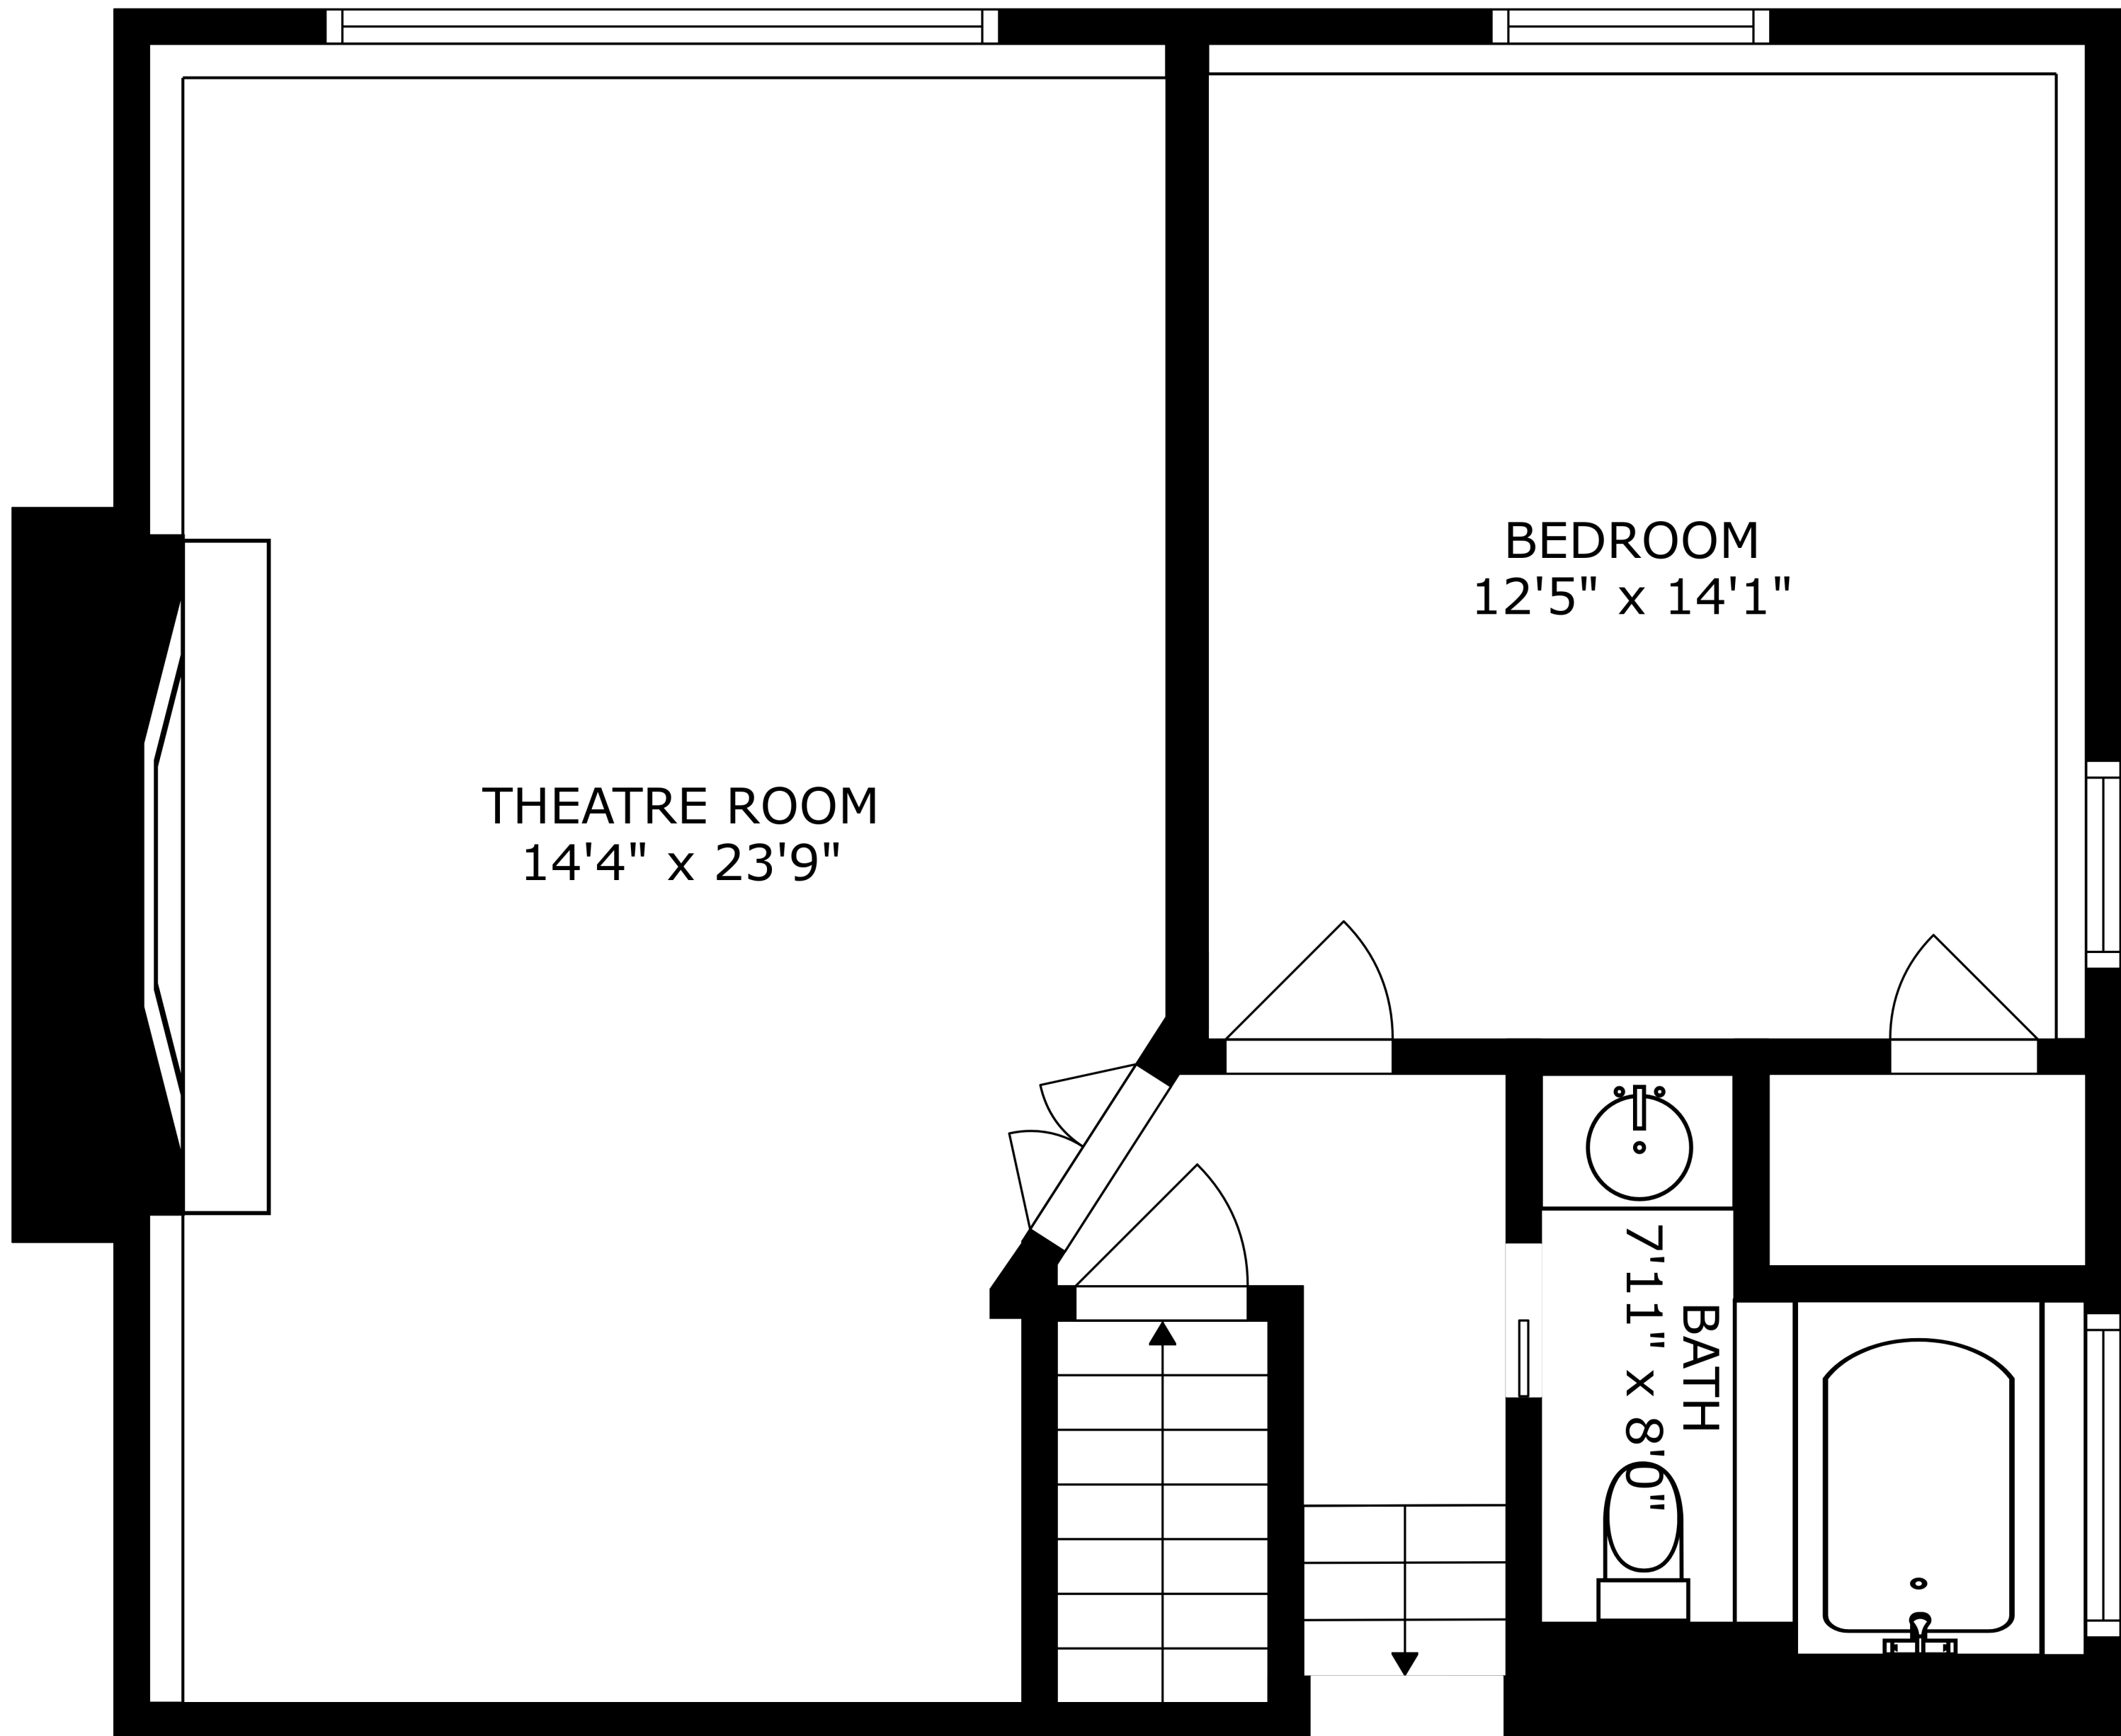 BEDROOM
12'5" x 14'1"
THEATRE ROOM
14'4" x 23'9"
BATH
7'11" x 8'0"